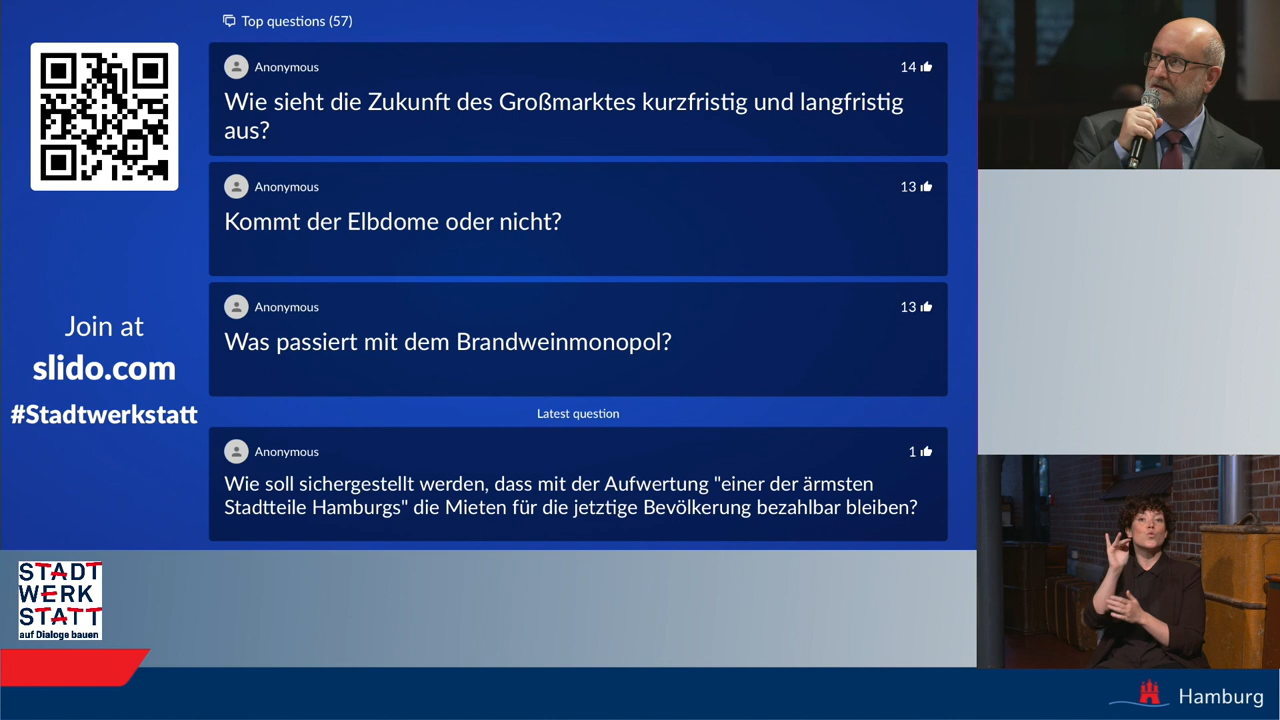 Top questions (57)
Anonymous
14
Wie sieht die Zukunft des Großmarktes kurzfristig und langfristig
aus?
Anonymous
13
Kommt der Elbdome oder nicht?
Anonymous
13
Was passiert mit dem Brandweinmonopol?
Latest question
Anonymous
1
Wie soll sichergestellt werden, dass mit der Aufwertung "einer der ärmsten
Stadtteile Hamburgs" die Mieten für die jetztige Bevölkerung bezahlbar bleiben?
Join at
slido.com
#Stadtwerkstatt
STADT
WERK
STATT
auf Dialoge bauen
Hamburg